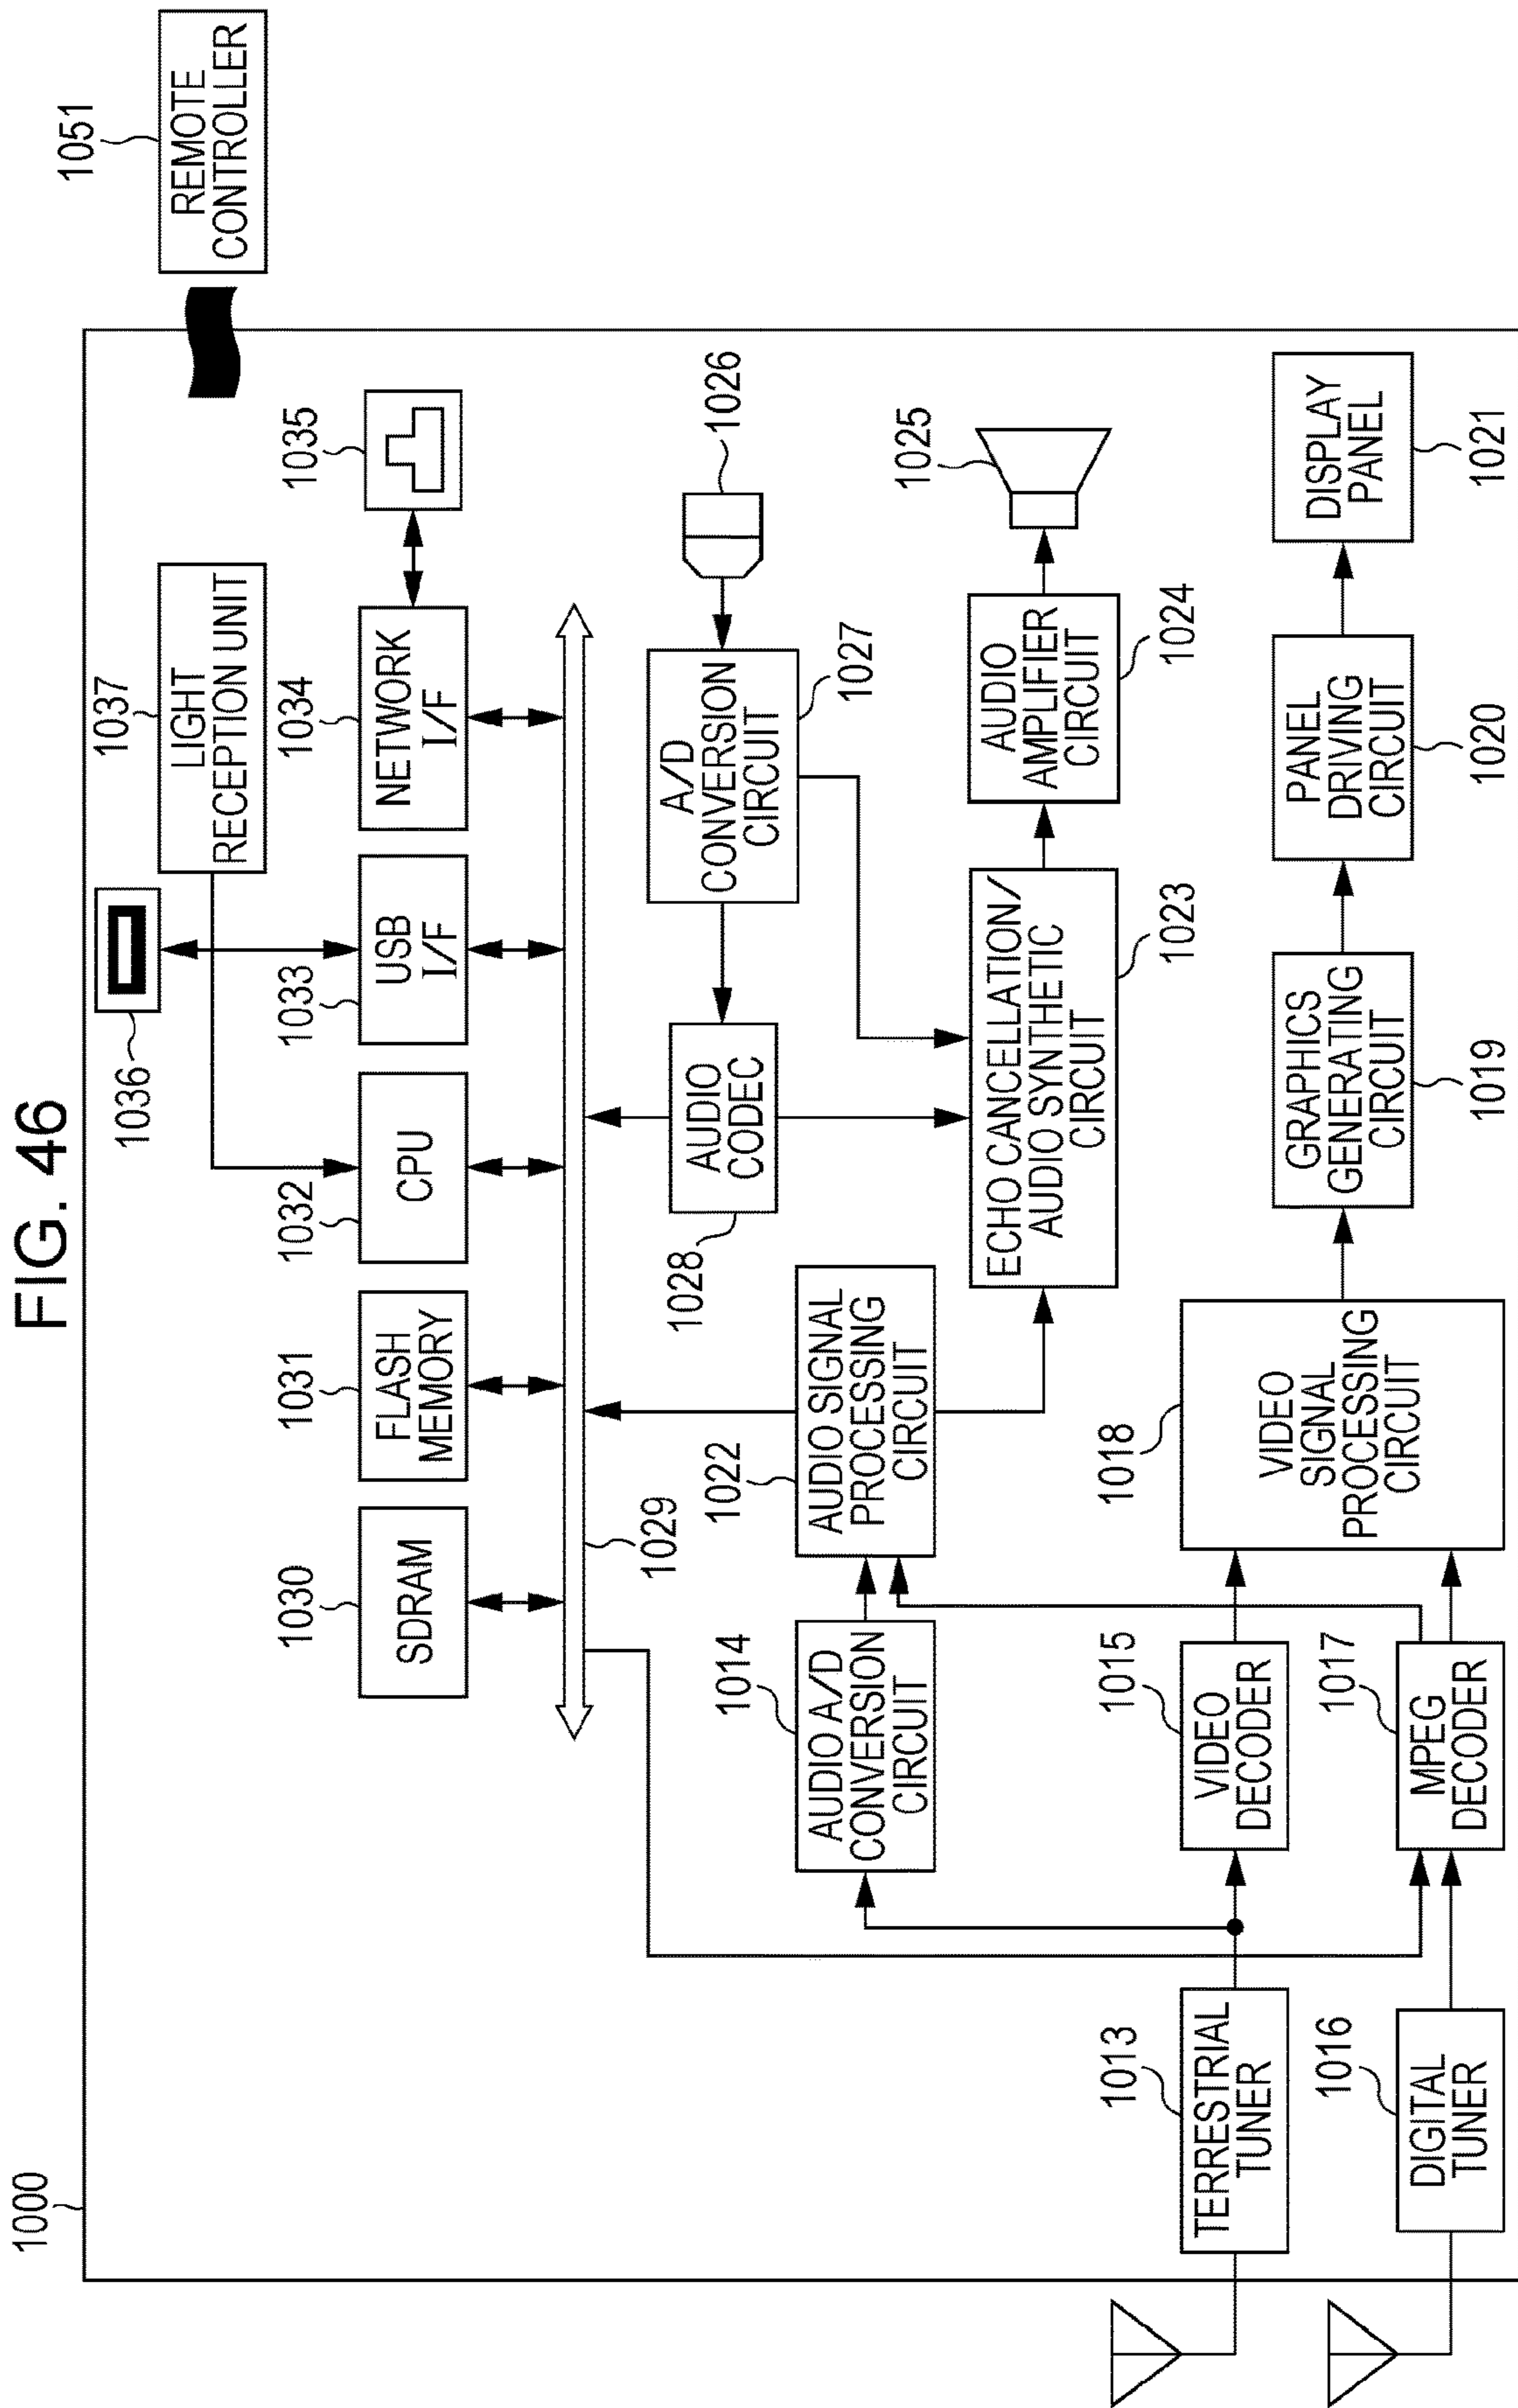 FIG. 46
1000
1051
REMOTE
CONTROLLER
1036
1037
LIGHT
RECEPTION UNIT
1035
1030
SDRAM
1031
FLASH
MEMORY
1032
CPU
1033
USB
I/F
1034
NETWORK
I/F
1029
1026
A/D
CONVERSION
CIRCUIT
1027
AUDIO
CODEC
1028
1014
AUDIO A/D
CONVERSION
CIRCUIT
1022
AUDIO SIGNAL
PROCESSING
CIRCUIT
ECHO CANCELLATION/
AUDIO SYNTHETIC
CIRCUIT
1023
AUDIO
AMPLIFIER
CIRCUIT
1024
1025
1013
TERRESTRIAL
TUNER
1015
VIDEO
DECODER
1018
VIDEO
SIGNAL
PROCESSING
CIRCUIT
GRAPHICS
GENERATING
CIRCUIT
1019
PANEL
DRIVING
CIRCUIT
1020
DISPLAY
PANEL
1021
1016
DIGITAL
TUNER
1017
MPEG
DECODER